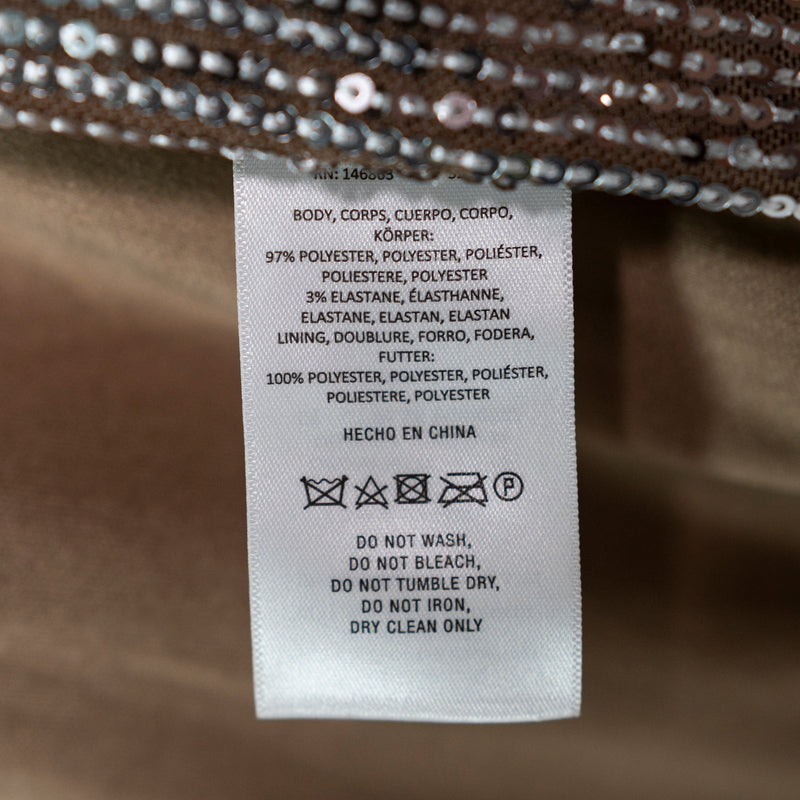 RN: 146863
BODY, CORPS, CUERPO, CORPO,
KÖRPER:
97% POLYESTER, POLYESTER, POLIÉSTER,
POLIESTERE, POLYESTER
3% ELASTANE, ÉLASTHANNE,
ELASTANE, ELASTAN, ELASTAN
LINING, DOUBLURE, FORRO, FODERA,
FUTTER:
100% POLYESTER, POLYESTER, POLIÉSTER,
POLIESTERE, POLYESTER
HECHO EN CHINA
P
DO NOT WASH,
DO NOT BLEACH,
DO NOT TUMBLE DRY,
DO NOT IRON,
DRY CLEAN ONLY